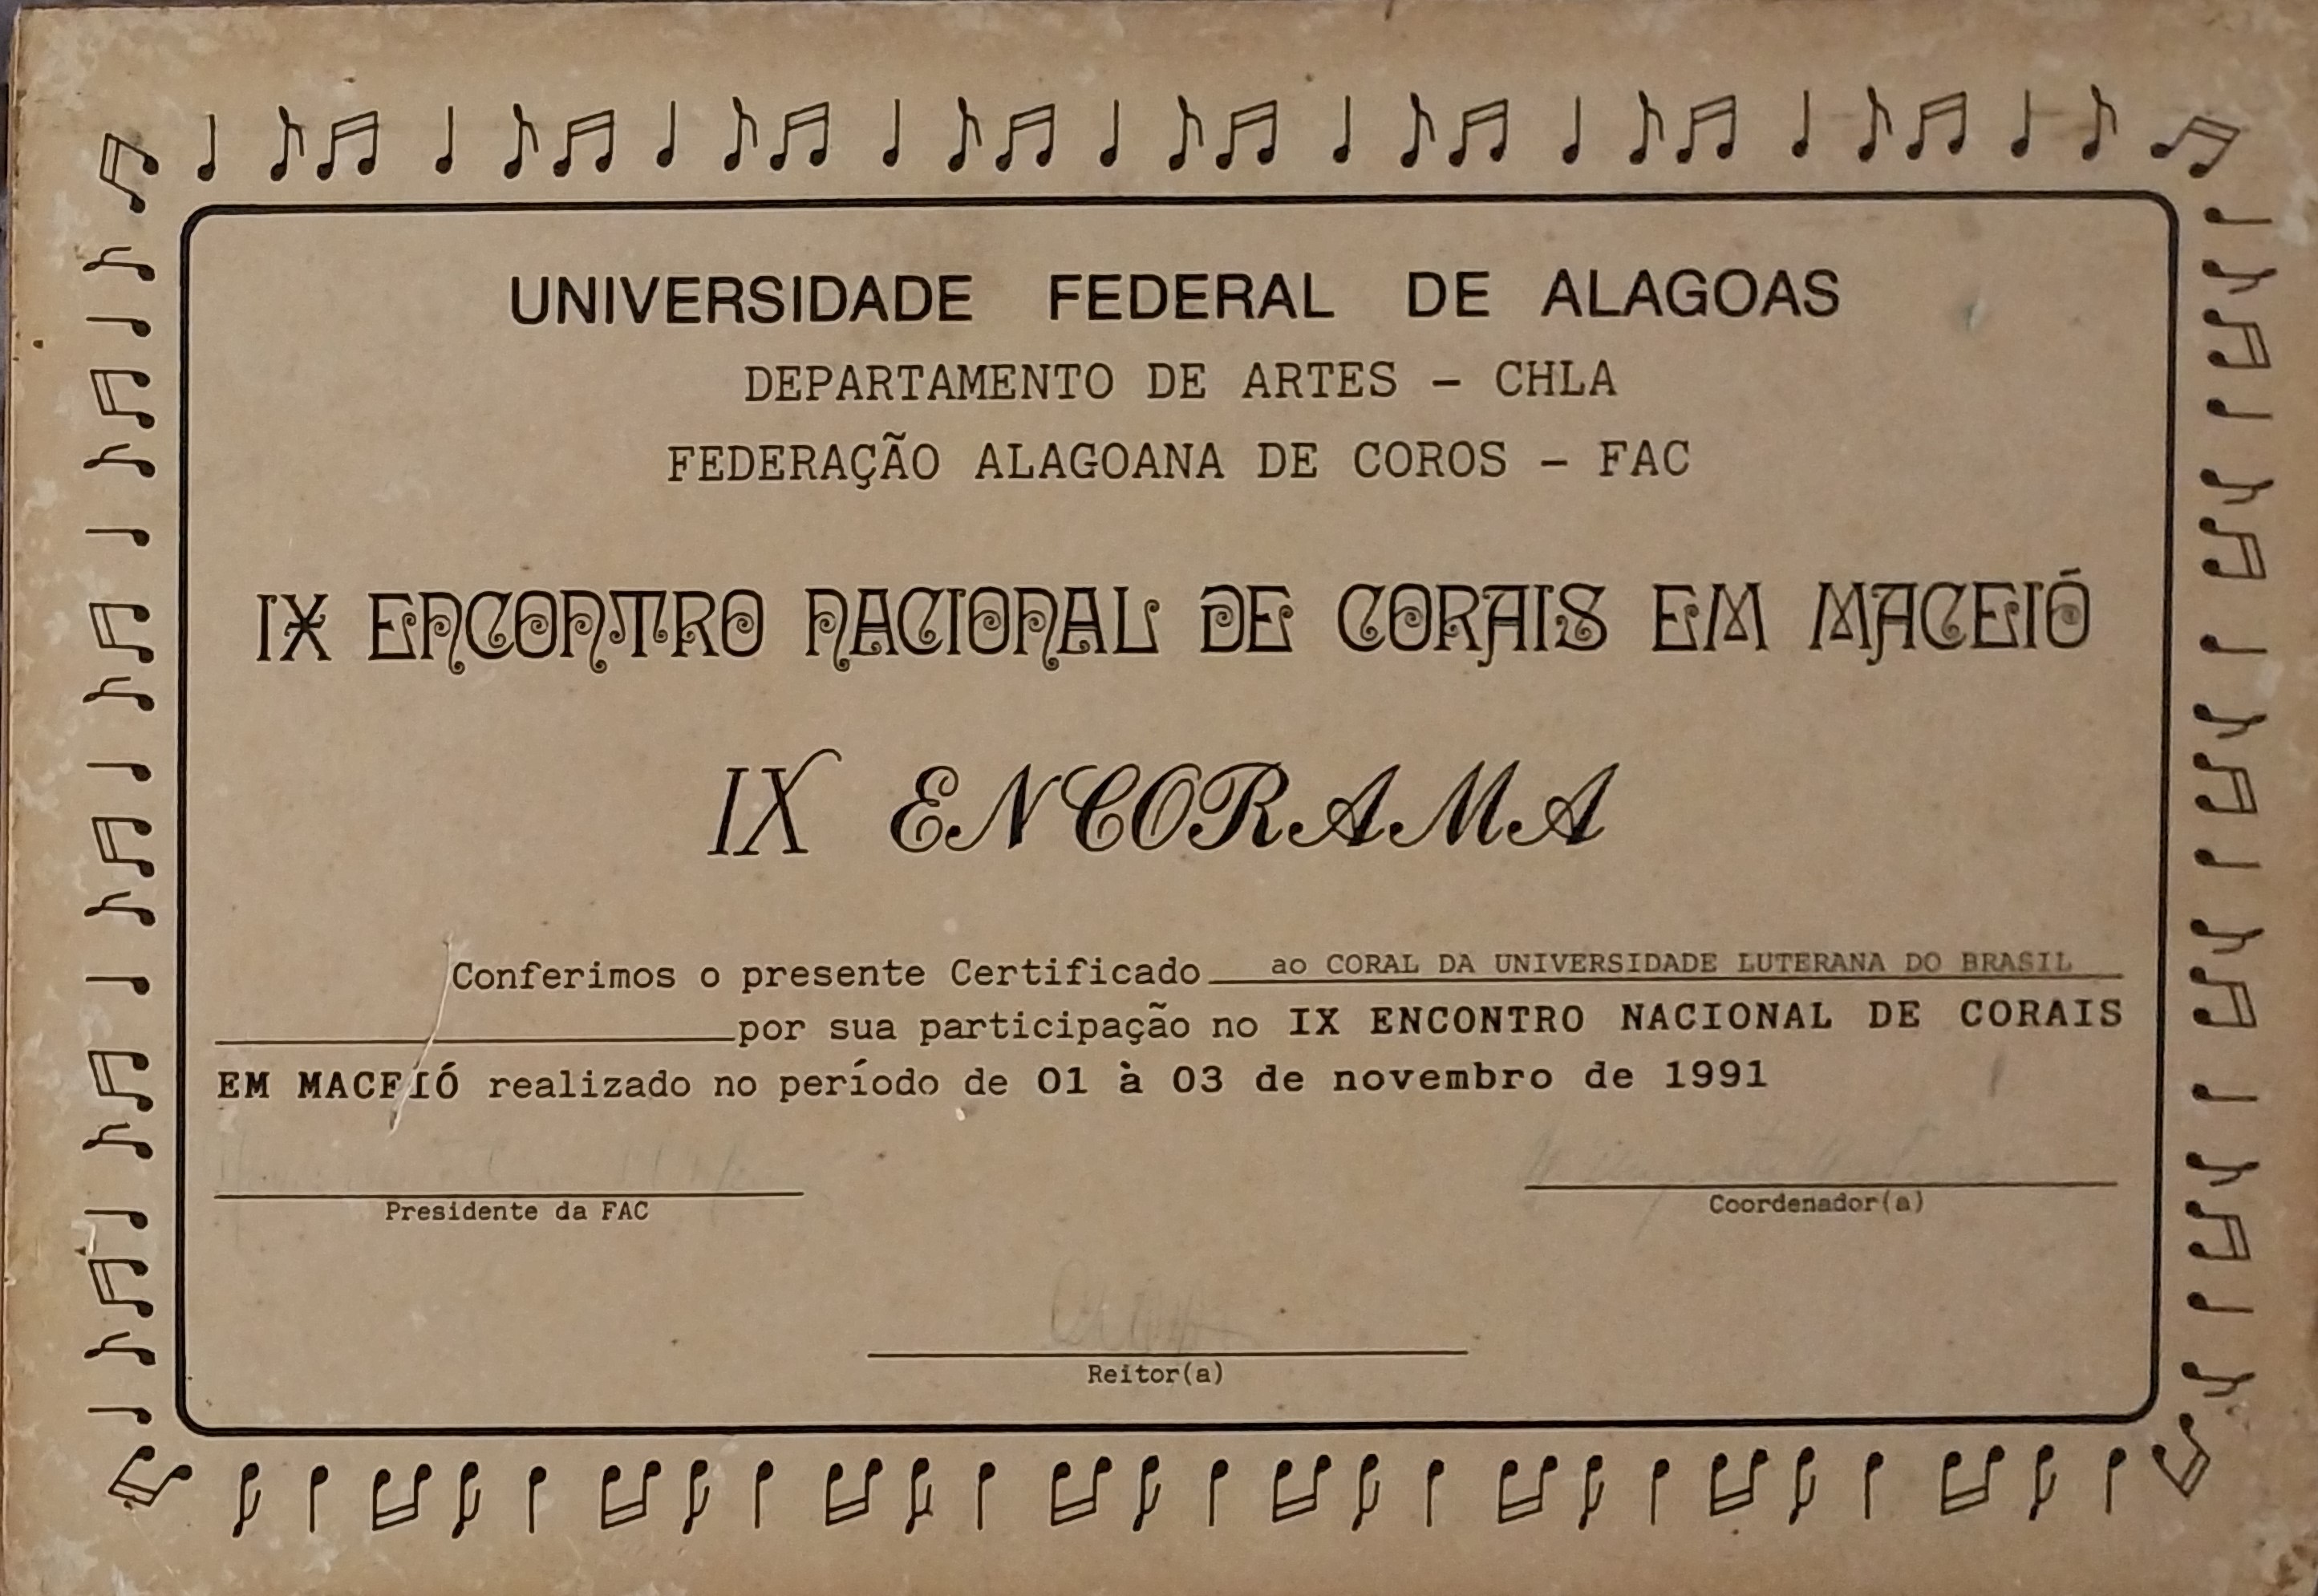 UNIVERSIDADE FEDERAL DE ALAGOAS
DEPARTAMENTO DE ARTES - CHLA
FEDERAÇÃO ALAGOANA DE COROS - FAC
IX ENCONTRO NACIONAL DE CORAIS EM MACEIÓ
IX ENCORAMA
Conferimos o presente Certificado ao CORAL DA UNIVERSIDADE LUTERANA DO BRASIL
por sua participação no IX ENCONTRO NACIONAL DE CORAIS
EM MACEIÓ realizado no período de 01 à 03 de novembro de 1991
Presidente da FAC
Coordenador(a)
Reitor(a)